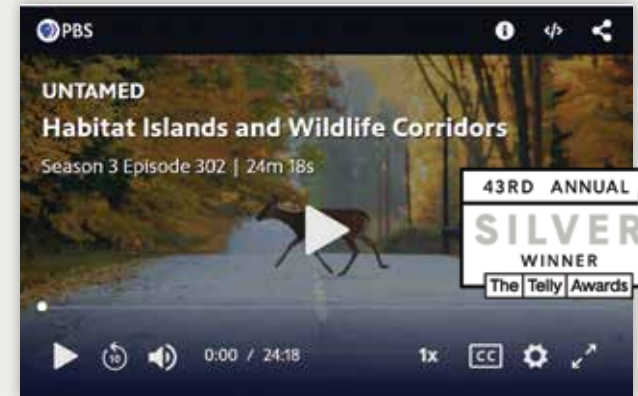 PBS
</>
UNTAMED
Habitat Islands and Wildlife Corridors
Season 3 Episode 302 | 24m 18s
43RD ANNUAL
SILVER
WINNER
The Telly Awards
10
0:00 / 24:18
1x
CC